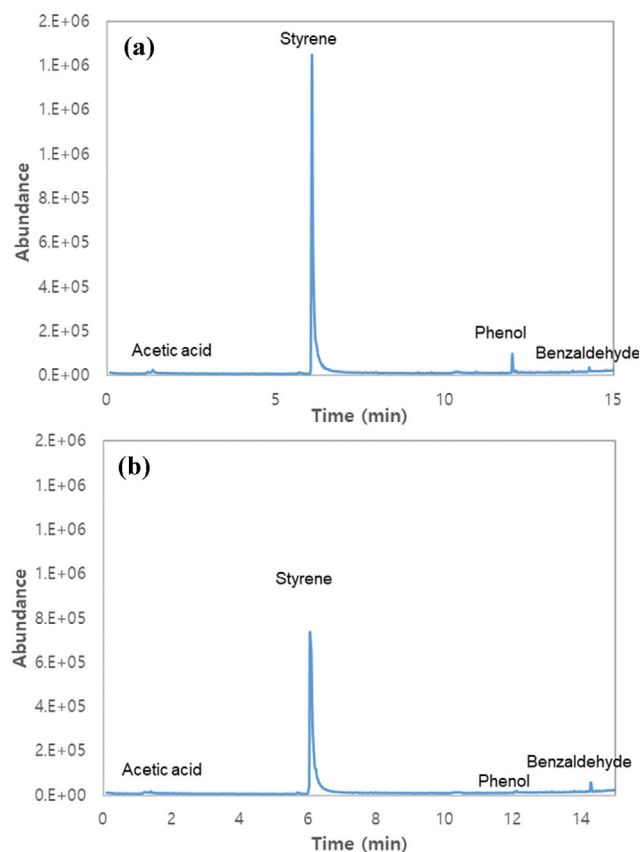 (a)
Styrene
2.E+06
1.E+06
1.E+06
1.E+06
8.E+05
6.E+05
4.E+05
2.E+05
0.E+00
Abundance
Acetic acid
Phenol
Benzaldehyde
0
5
10
15
Time (min)
(b)
Styrene
2.E+06
1.E+06
1.E+06
1.E+06
8.E+05
6.E+05
4.E+05
2.E+05
0.E+00
Abundance
Acetic acid
Phenol
Benzaldehyde
0
2
4
6
8
10
12
14
Time (min)